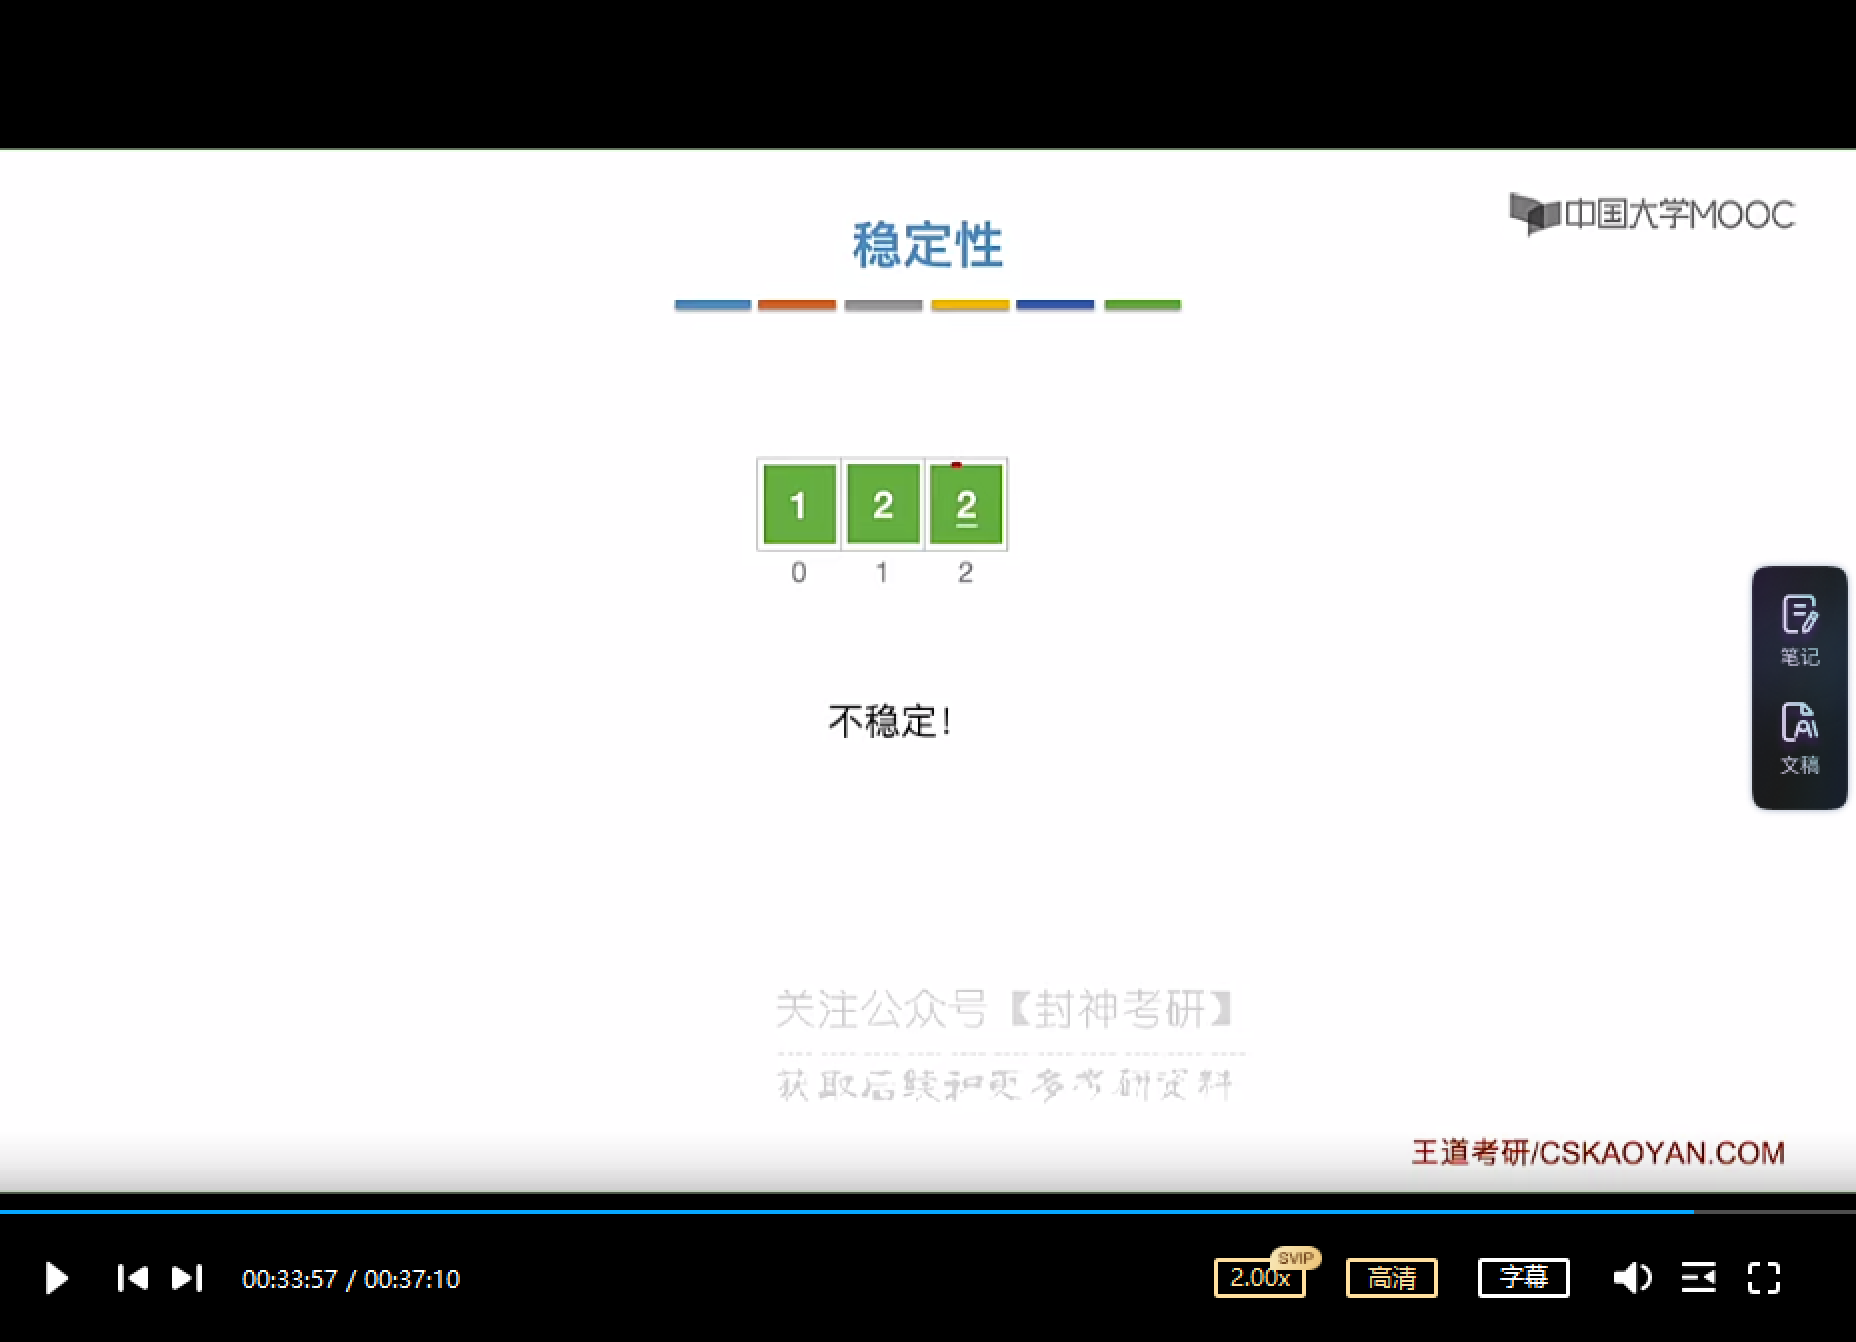 中国大学MOOC
稳定性
1 2 2
0 1 2
不稳定!
笔记
文稿
关注公众号【封神考研】
获取后续和更多考研资料
王道考研/CSKAOYAN.COM
00:33:57 / 00:37:10
SVIP
2.00x
高清
字幕